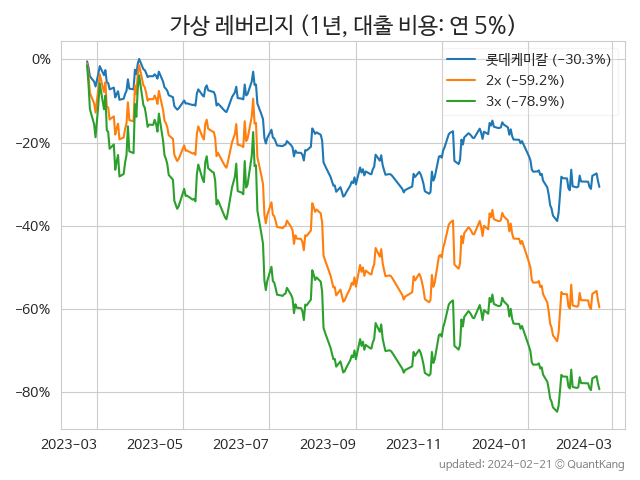 가상 레버리지 (1년, 대출 비용: 연 5%)
롯데케미칼 (−30.3%)
2x (−59.2%)
3x (−78.9%)
0%
−20%
−40%
−60%
−80%
2023-03 2023-05 2023-07 2023-09 2023-11 2024-01 2024-03
updated: 2024-02-21 © QuantKang